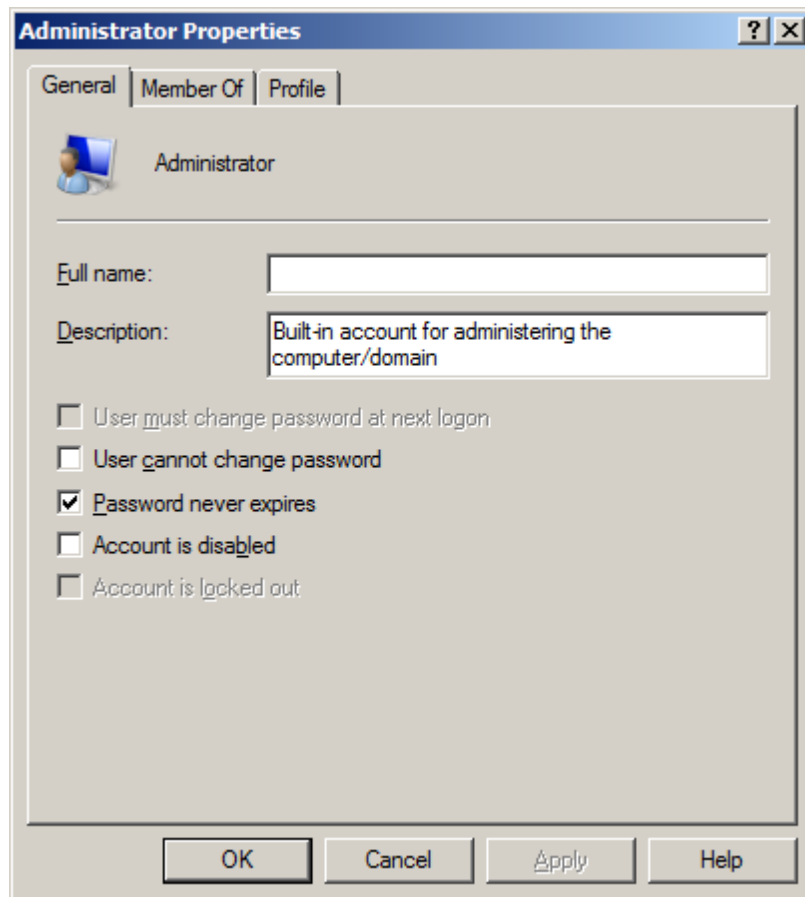 Administrator Properties
General Member Of Profile
Administrator
Full name:
Description: Built-in account for administering the
computer/domain
User must change password at next logon
User cannot change password
Password never expires
Account is disabled
Account is locked out
OK Cancel Apply Help